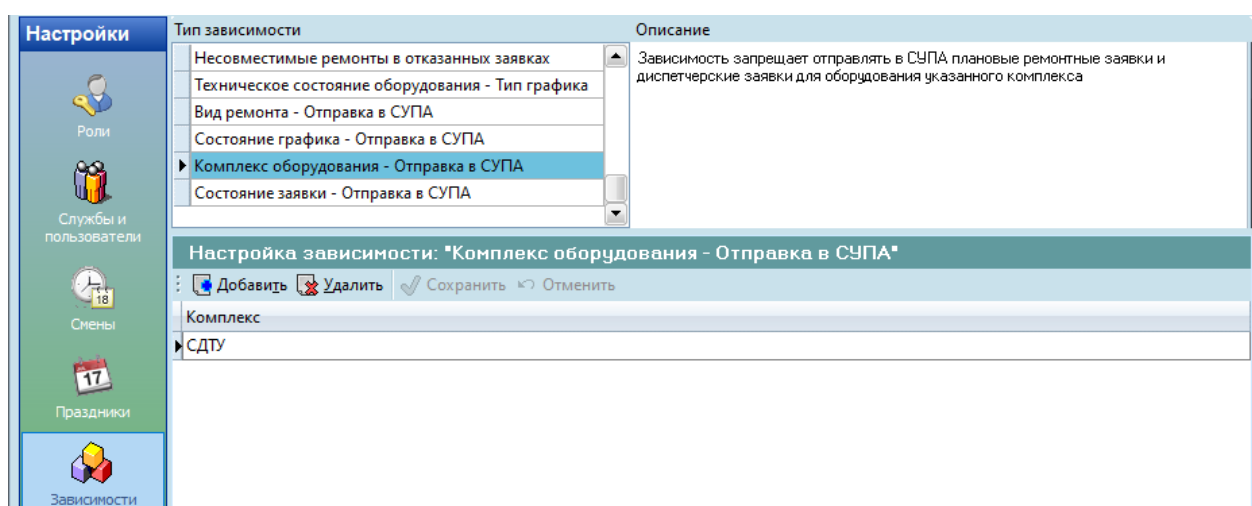 Настройки
Роли
Службы и
пользователи
18
Смены
17
Праздники
Зависимости
Тип зависимости
Несовместимые ремонты в отказанных заявках
Техническое состояние оборудования - Тип графика
Вид ремонта - Отправка в СУПА
Состояние графика - Отправка в СУПА
Комплекс оборудования - Отправка в СУПА
Состояние заявки - Отправка в СУПА
Описание
Зависимость запрещает отправлять в СУПА плановые ремонтные заявки и
диспетчерские заявки для оборудования указанного комплекса
Настройка зависимости: "Комплекс оборудования - Отправка в СУПА"
Добавить Удалить Сохранить Отменить
Комплекс
СДТУ